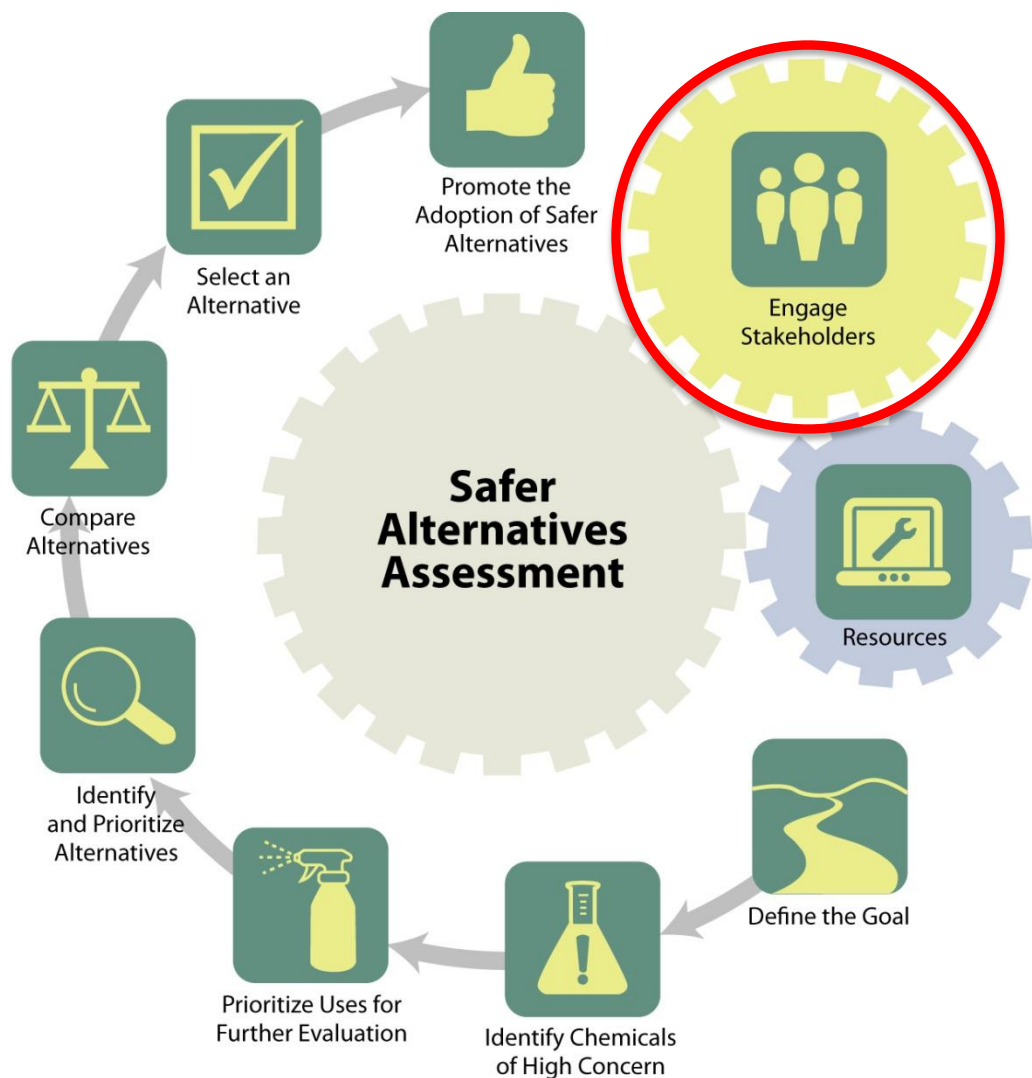 Promote the
Adoption of Safer
Alternatives
Engage
Stakeholders
Select an
Alternative
Safer
Alternatives
Assessment
Compare
Alternatives
Resources
Identify
and Prioritize
Alternatives
Define the Goal
Prioritize Uses for
Further Evaluation
Identify Chemicals
of High Concern